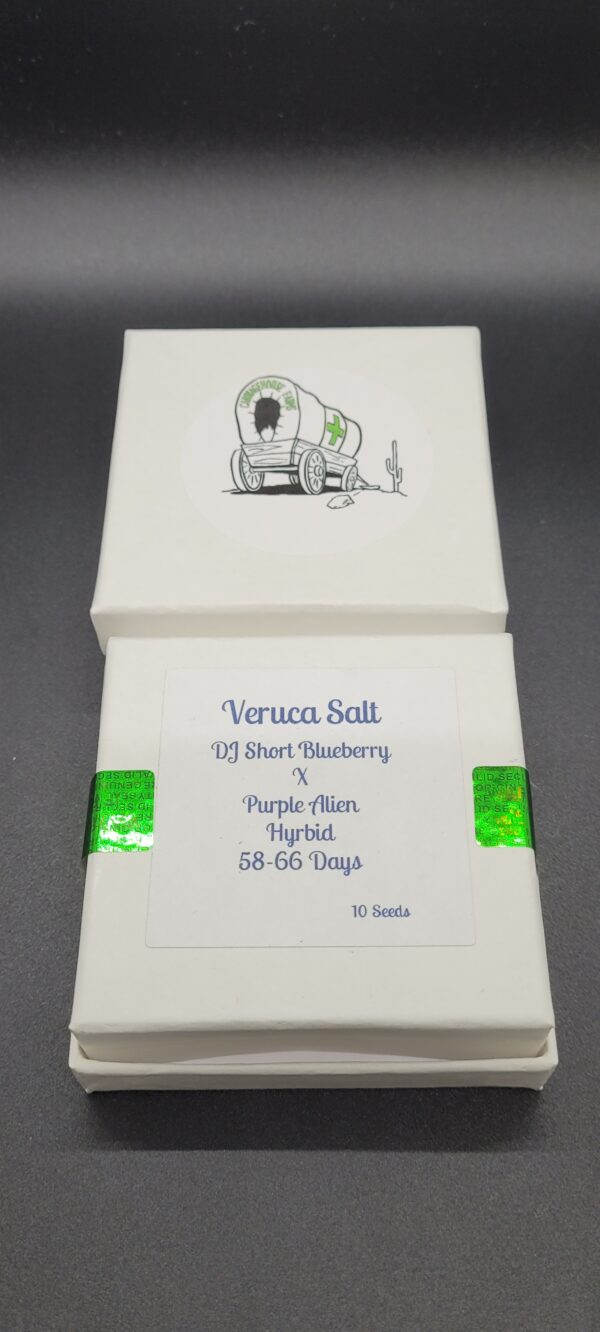 Veruca Salt
DJ Short Blueberry
X
Purple Alien
Hyrbid
58-66 Days
10 Seeds